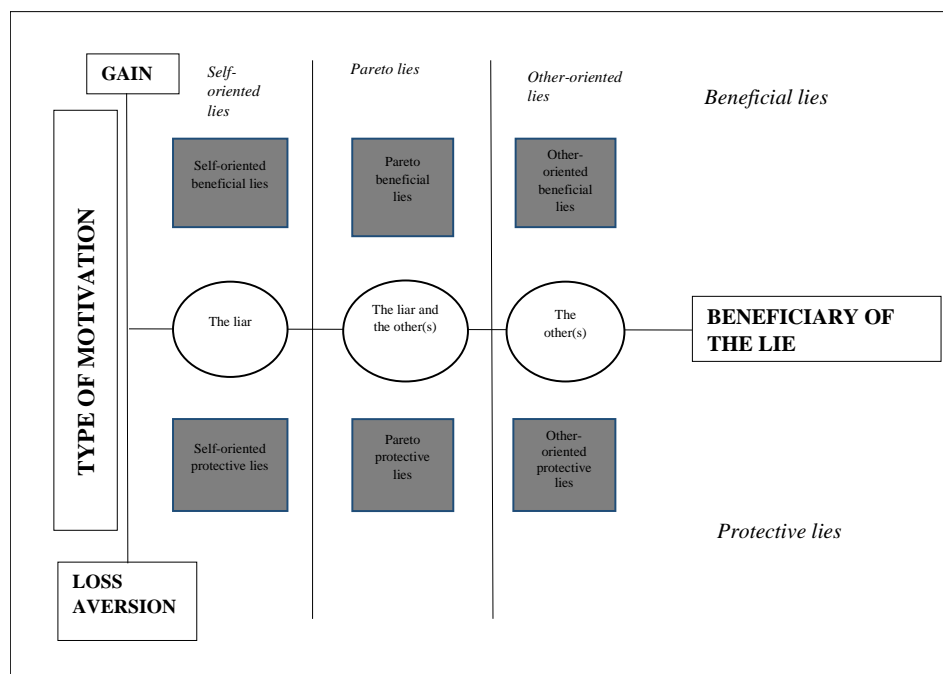 GAIN
Self-
oriented
lies
Pareto lies
Other-oriented
lies
Beneficial lies
Self-oriented
beneficial lies
Pareto
beneficial
lies
Other-
oriented
beneficial
lies
TYPE OF MOTIVATION
The liar
The liar and
the other(s)
The
other(s)
BENEFICIARY OF
THE LIE
Self-oriented
protective lies
Pareto
protective
lies
Other-
oriented
protective
lies
Protective lies
LOSS
AVERSION